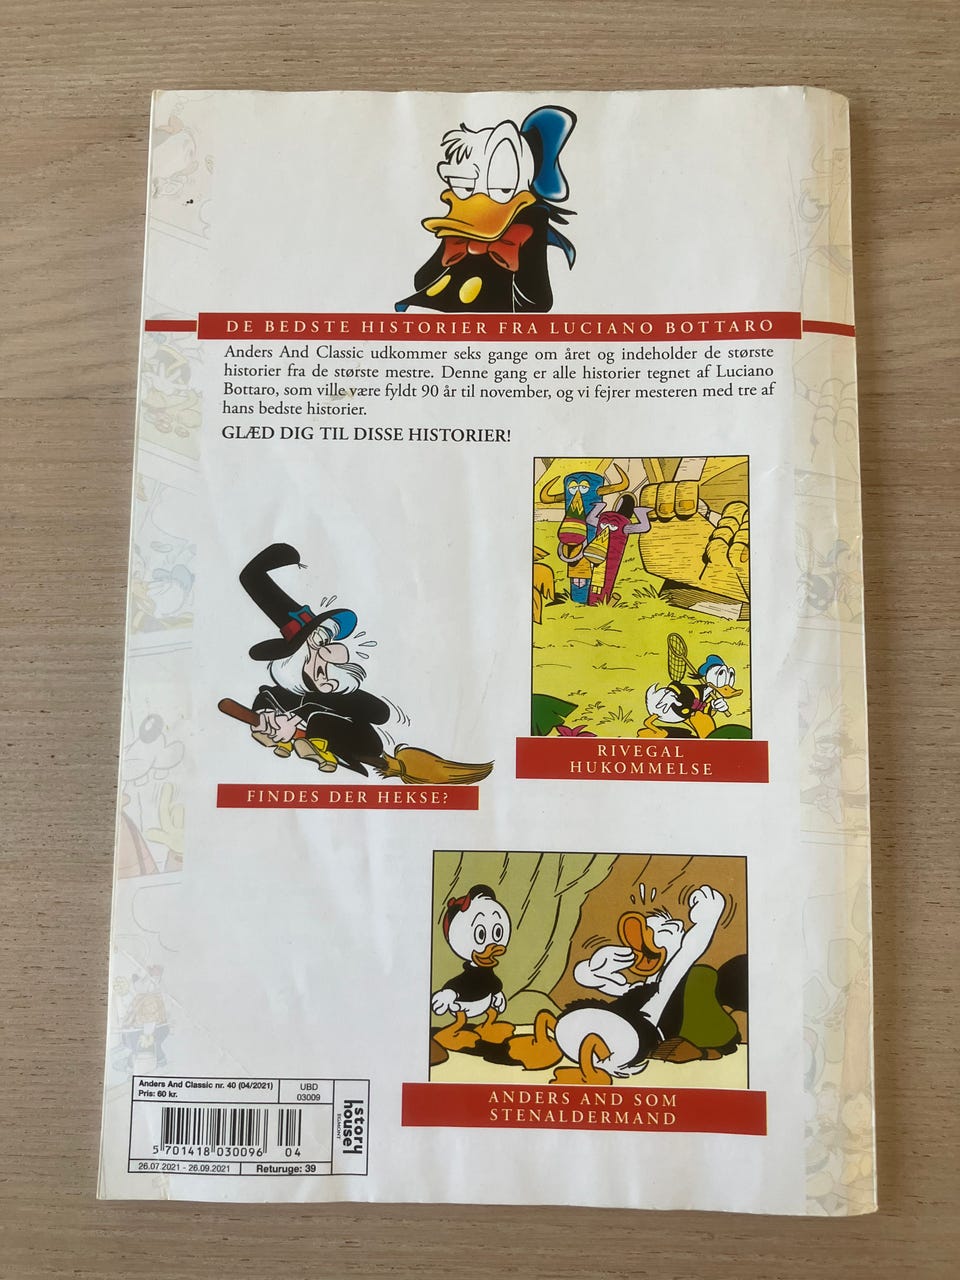 DE BEDSTE HISTORIER FRA LUCIANO BOTTARO
Anders And Classic udkommer seks gange om året og indeholder de største
historier fra de største mestre. Denne gang er alle historier tegnet af Luciano
Bottaro, som ville være fyldt 90 år til november, og vi fejrer mesteren med tre af
hans bedste historier.
GLÆD DIG TIL DISSE HISTORIER!
RIVEGAL
HUKOMMELSE
FINDES DER HEKSE?
ANDERS AND SOM
STENALDERMAND
Anders And Classic nr. 40 (04/2021)
Pris: 60 kr.
UBD
03009
story
house
EGMONT
5 701418 030096 04
26.07.2021 - 26.09.2021
Returuge: 39